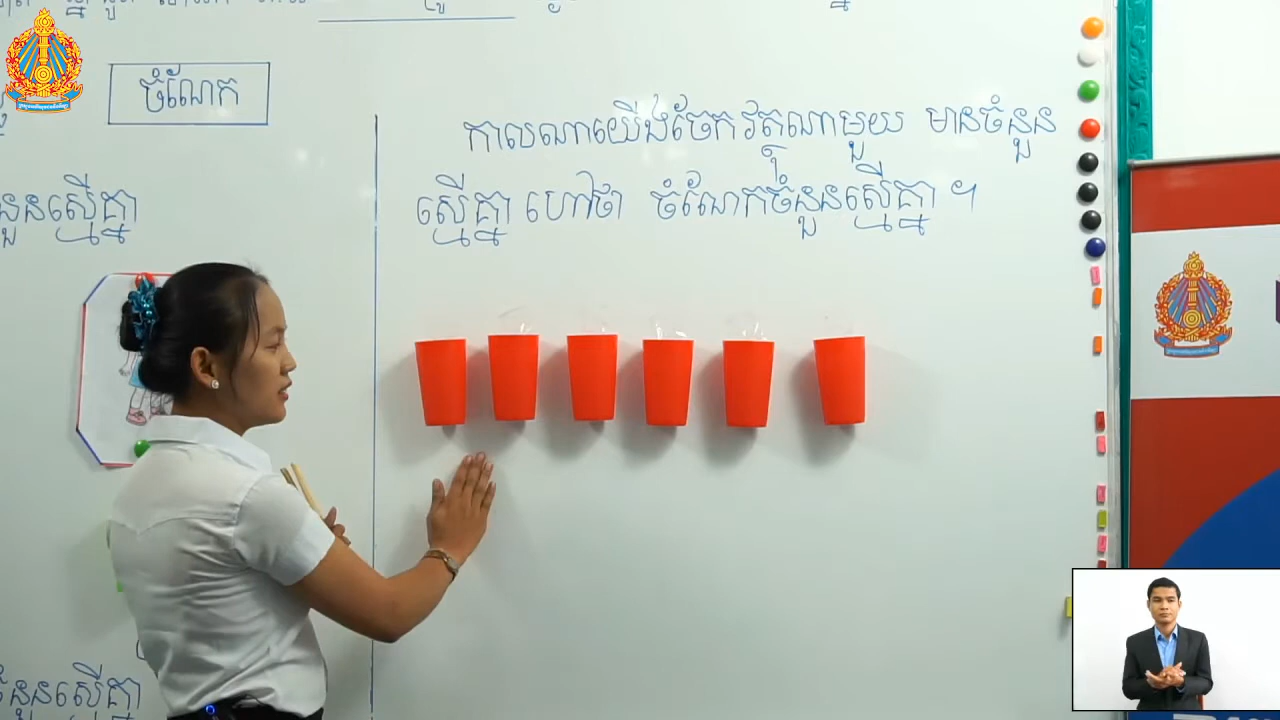 ចំណែក
កាលណាយើងចែកវត្ថុណាមួយ មានចំនួន
ស្មើគ្នា ហៅថា ចំណែកចំនួនស្មើគ្នា ។
នួនស្មើគ្នា
ចំនួនស្មើគ្នា